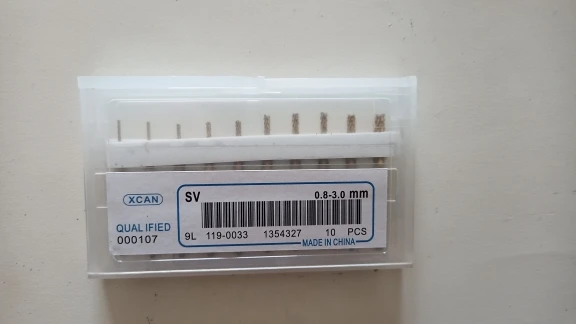 XCAN
QUALIFIED
000107
SV 0.8-3.0 mm
9L 119-0033 1354327 10 PCS
MADE IN CHINA